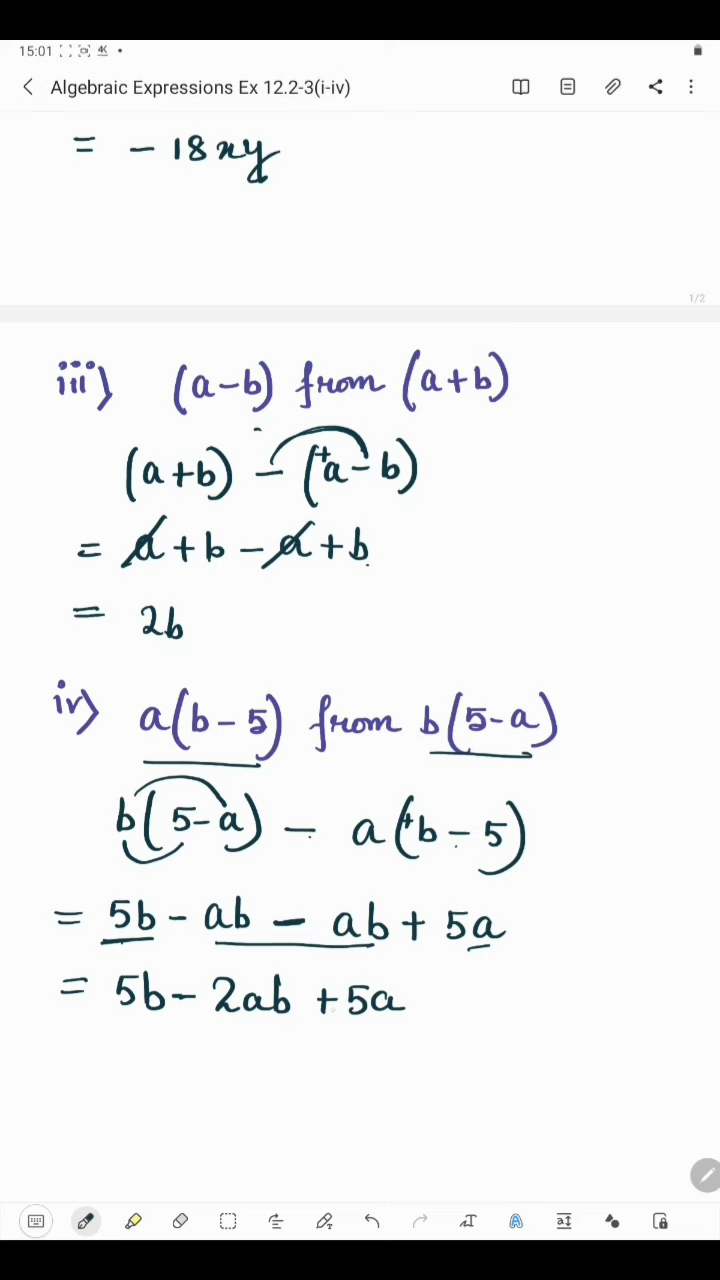 15:01 4K
Algebraic Expressions Ex 12.2-3(i-iv)
= - 18xy
1/2
iii) (a-b) from (a+b)
(a+b) - (+a-b)
= a+b-a+b
= 2b
iv) a(b-5) from b(5-a)
b(5-a) - a(+b-5)
= 5b - ab - ab + 5a
= 5b - 2ab + 5a